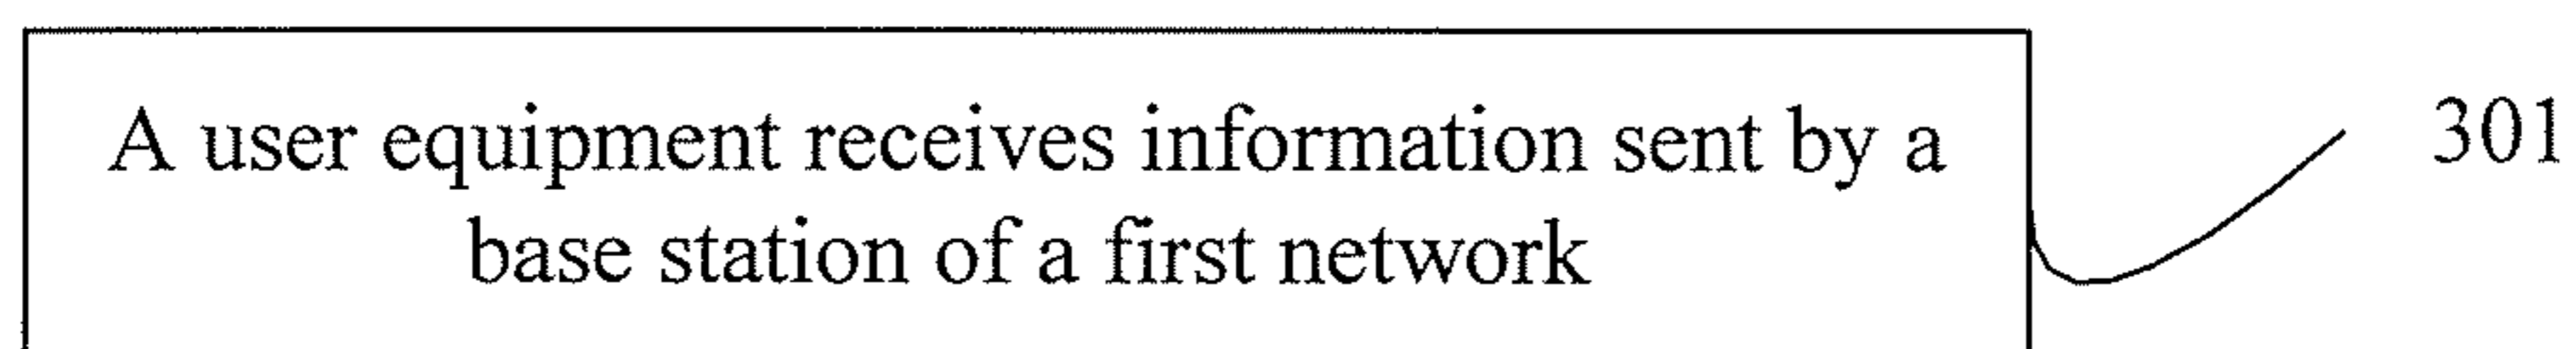 A user equipment receives information sent by a
base station of a first network
301